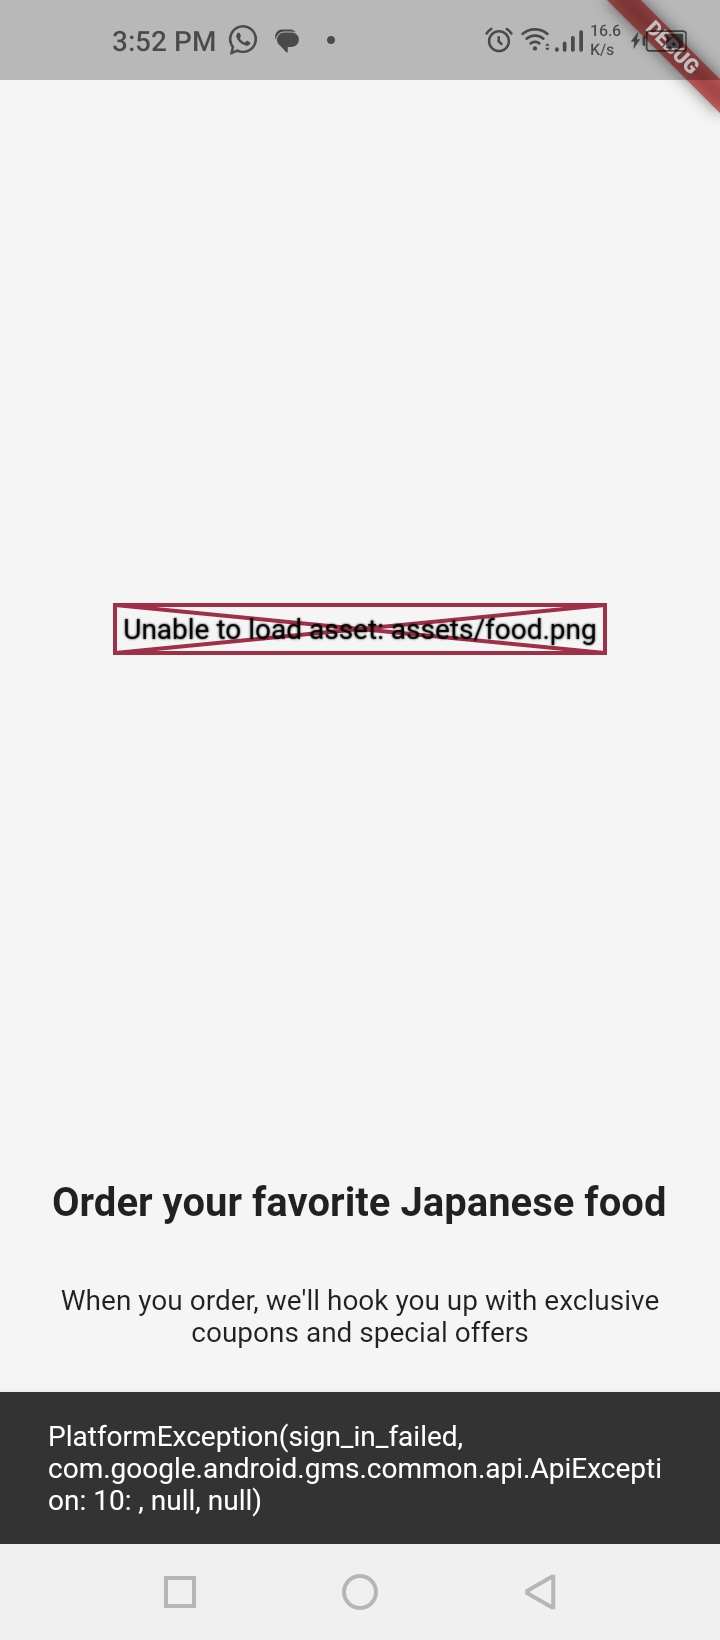 3:52 PM
16.6
K/s
DEBUG
Unable to load asset: assets/food.png
Order your favorite Japanese food
When you order, we'll hook you up with exclusive
coupons and special offers
PlatformException(sign_in_failed,
com.google.android.gms.common.api.ApiExcepti
on: 10: , null, null)